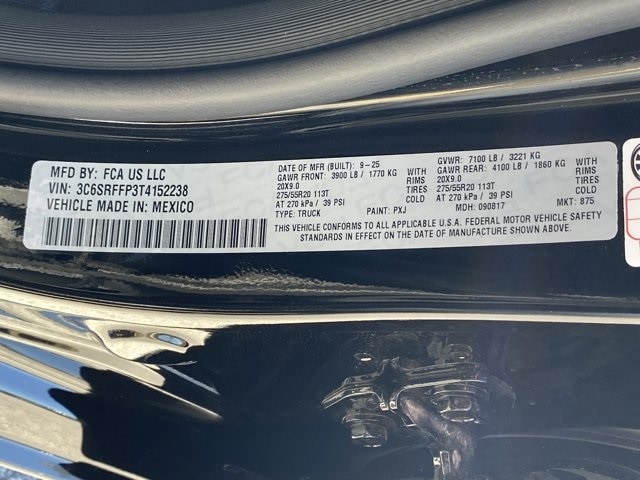 MFD BY: FCA US LLC
VIN: 3C6SRFFP3T4152238
VEHICLE MADE IN: MEXICO
DATE OF MFR (BUILT): 9-25 GVWR: 7100 LB / 3221 KG
GAWR FRONT: 3900 LB / 1770 KG WITH GAWR REAR: 4100 LB / 1860 KG WITH
20X9.0 RIMS 20X9.0 RIMS
275/55R20 113T TIRES 275/55R20 113T TIRES
AT 270 kPa / 39 PSI AT 270 kPa / 39 PSI
TYPE: TRUCK PAINT: PXJ MDH: 090817 MKT: 875
THIS VEHICLE CONFORMS TO ALL APPLICABLE U.S.A. FEDERAL MOTOR VEHICLE SAFETY
STANDARDS IN EFFECT ON THE DATE OF MANUFACTURE SHOWN ABOVE.